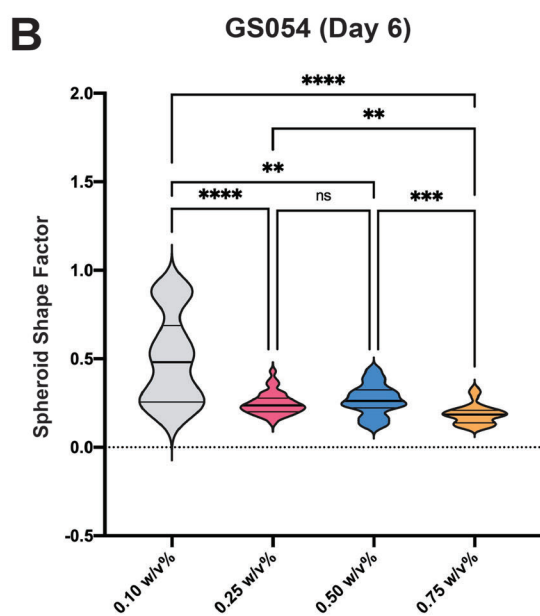 B
GS054 (Day 6)
Spheroid Shape Factor
2.0
1.5
1.0
0.5
0.0
-0.5
****
**
**
****
ns
***
0.10 w/v%
0.25 w/v%
0.50 w/v%
0.75 w/v%